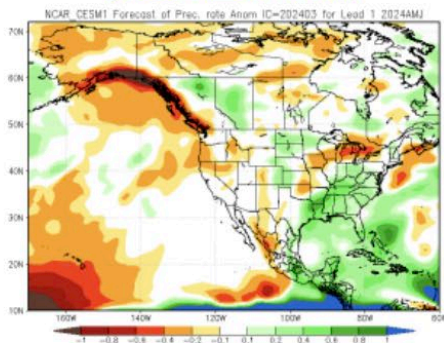 NCAR_CESM1 Forecast of Prec. rate Anom IC=202403 for Lead 1 2024AMJ
70N
60N
50N
40N
30N
20N
10N
160W 140W 120W 100W 80W 60W
-1 -0.8 -0.6 -0.4 -0.2 -0.1 0.1 0.2 0.4 0.6 0.8 1